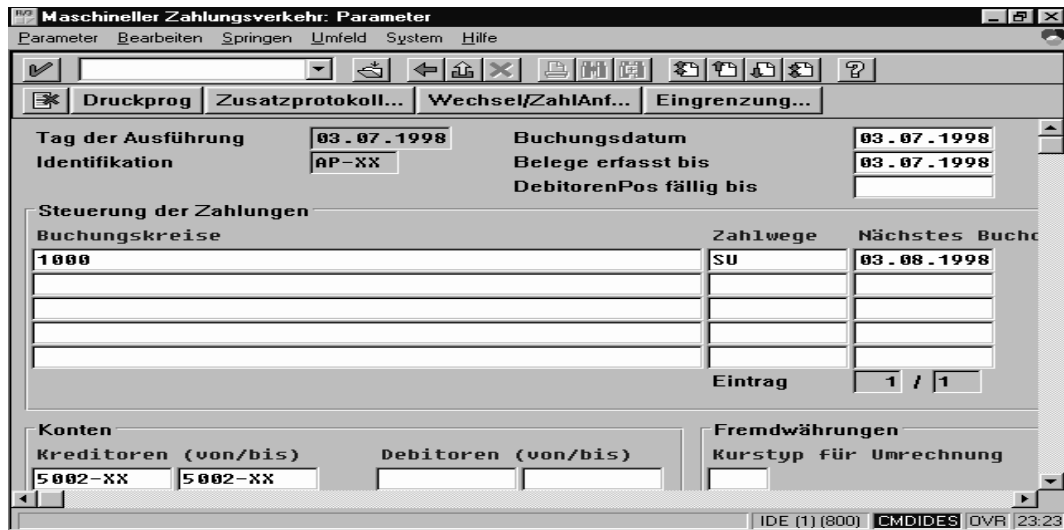 Maschineller Zahlungsverkehr: Parameter
Parameter Bearbeiten Springen Umfeld System Hilfe
Druckprog Zusatzprotokoll... Wechsel/ZahlAnf... Eingrenzung...
Tag der Ausführung 03.07.1998 Buchungsdatum 03.07.1998
Identifikation AP-XX Belege erfasst bis 03.07.1998
DebitorenPos fällig bis
Steuerung der Zahlungen
Buchungskreise Zahlwege Nächstes Buchd
1000 SU 03.08.1998
Eintrag 1 / 1
Konten Fremdwährungen
Kreditoren (von/bis) Debitoren (von/bis) Kurstyp für Umrechnung
5002-XX 5002-XX
IDE (1) (800) CMDIDES OVR 23:23